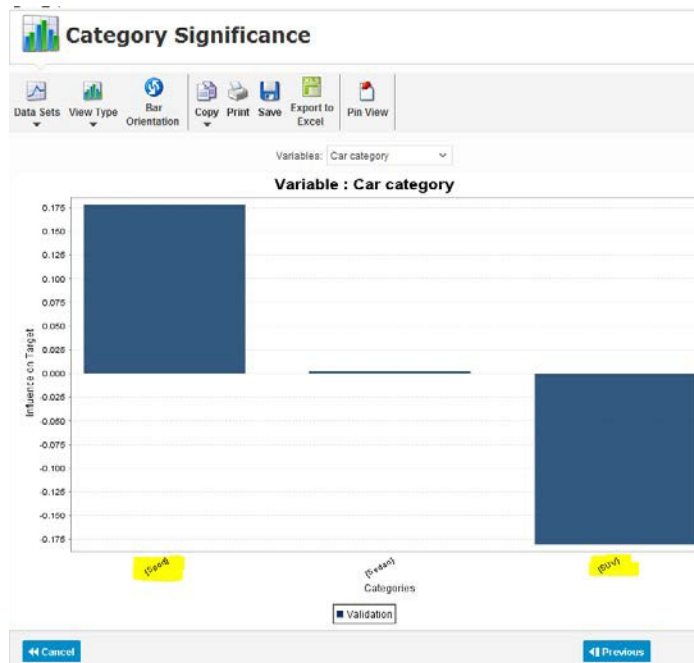 Category Significance
Data Sets
View Type
Bar Orientation
Copy
Print
Save
Export to Excel
Pin View
Variables: Car category
Variable : Car category
0.175
0.150
0.125
0.100
0.075
0.050
0.025
0.000
-0.025
-0.050
-0.075
-0.100
-0.125
-0.150
-0.175
Influence on Target
[Sport]
[Sedan]
[SUV]
Categories
Validation
Cancel
Previous